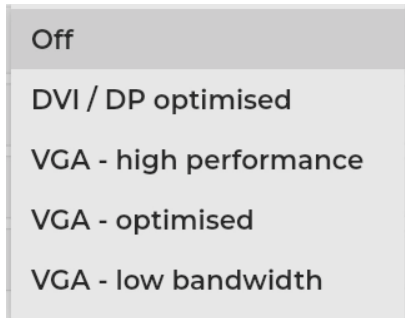 Off
DVI / DP optimised
VGA - high performance
VGA - optimised
VGA - low bandwidth